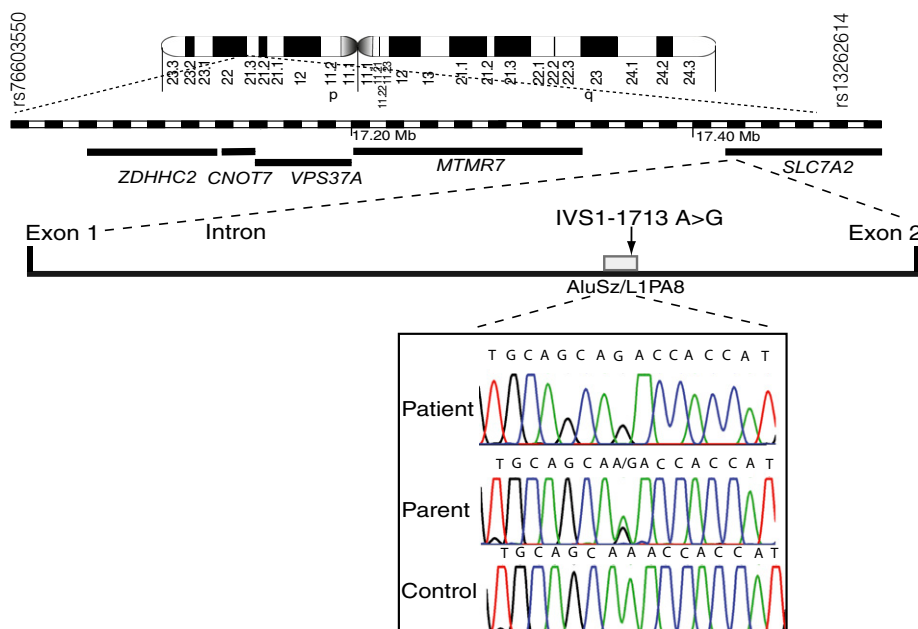 rs76603550
rs13262614
23.3 23.2 23.1 22 21.3 21.2 21.1 12 11.2 11.1 11.1 11.21 11.22 11.23 12 13 21.1 21.2 21.3 22.1 22.2 22.3 23 24.1 24.2 24.3
p q
17.20 Mb 17.40 Mb
ZDHHC2 CNOT7 VPS37A MTMR7 SLC7A2
IVS1-1713 A>G
Exon 1 Intron Exon 2
AluSz/L1PA8
T G C A G C A G A C C A C C A T
Patient
T G C A G C A A/G A C C A C C A T
Parent
T G C A G C A A A C C A C C A T
Control